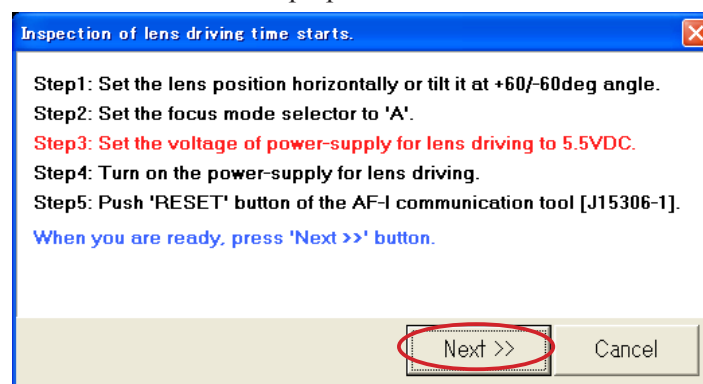 Inspection of lens driving time starts.
Step1: Set the lens position horizontally or tilt it at +60/-60deg angle.
Step2: Set the focus mode selector to 'A'.
Step3: Set the voltage of power-supply for lens driving to 5.5VDC.
Step4: Turn on the power-supply for lens driving.
Step5: Push 'RESET' button of the AF-I communication tool [J15306-1].
When you are ready, press 'Next >>' button.
Next >> Cancel